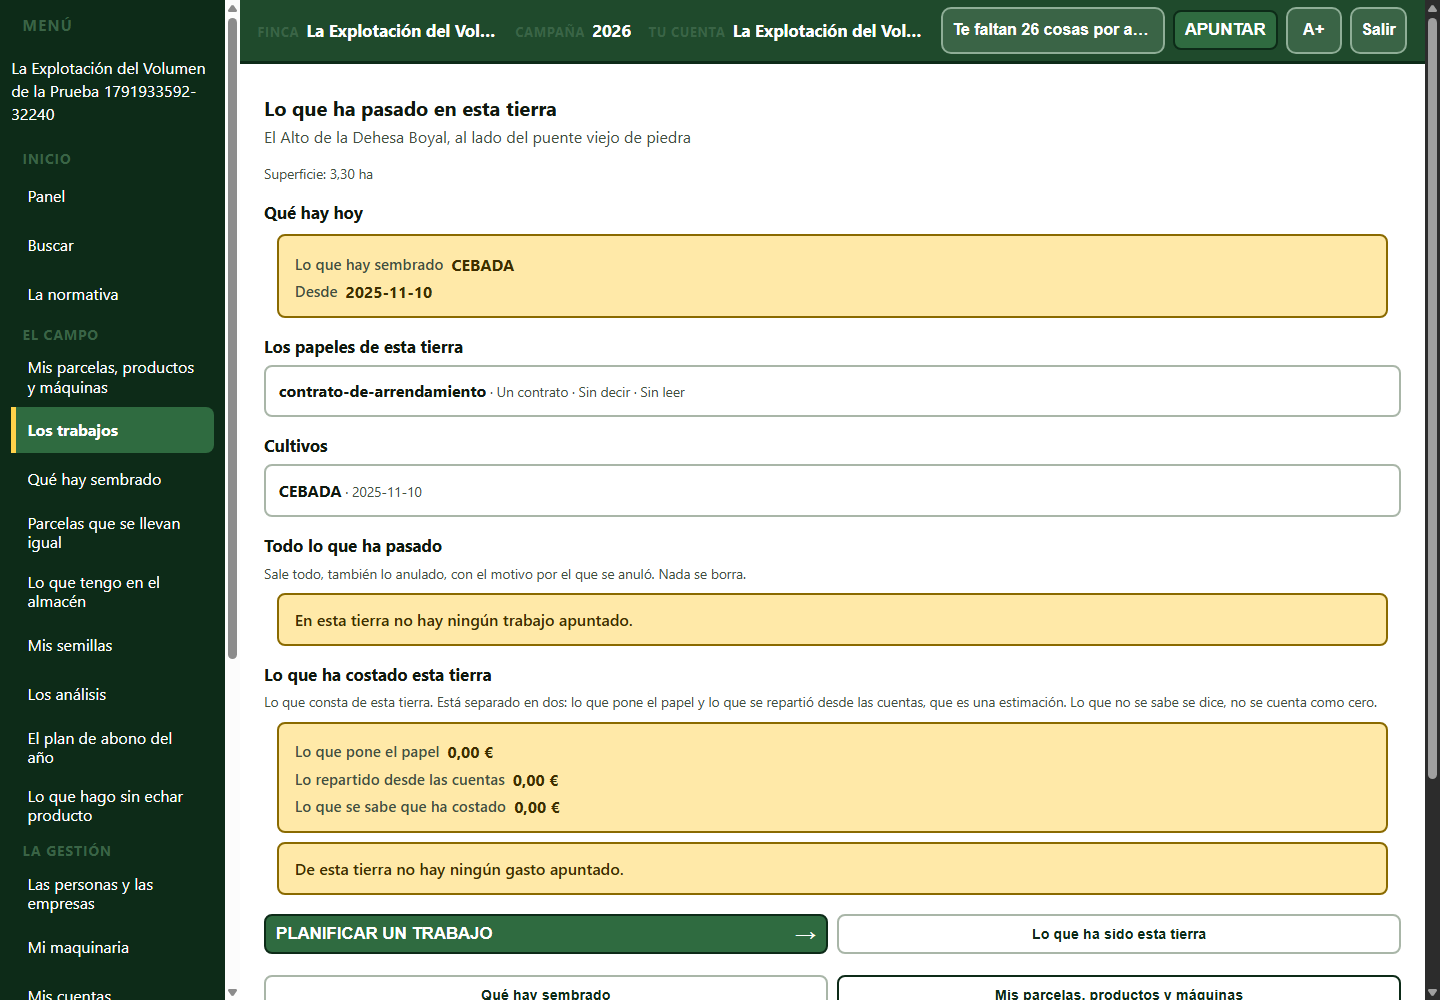 MENÚ
La Explotación del Volumen
de la Prueba 1791933592-
32240
INICIO
Panel
Buscar
La normativa
EL CAMPO
Mis parcelas, productos
y máquinas
Los trabajos
Qué hay sembrado
Parcelas que se llevan
igual
Lo que tengo en el
almacén
Mis semillas
Los análisis
El plan de abono del
año
Lo que hago sin echar
producto
LA GESTIÓN
Las personas y las
empresas
Mi maquinaria
Mis cuentas
FINCA La Explotación del Vol... CAMPAÑA 2026 TU CUENTA La Explotación del Vol... Te faltan 26 cosas por a... APUNTAR A+ Salir
Lo que ha pasado en esta tierra
El Alto de la Dehesa Boyal, al lado del puente viejo de piedra
Superficie: 3,30 ha
Qué hay hoy
Lo que hay sembrado CEBADA
Desde 2025-11-10
Los papeles de esta tierra
contrato-de-arrendamiento · Un contrato · Sin decir · Sin leer
Cultivos
CEBADA · 2025-11-10
Todo lo que ha pasado
Sale todo, también lo anulado, con el motivo por el que se anuló. Nada se borra.
En esta tierra no hay ningún trabajo apuntado.
Lo que ha costado esta tierra
Lo que consta de esta tierra. Está separado en dos: lo que pone el papel y lo que se repartió desde las cuentas, que es una estimación. Lo que no se sabe se dice, no se cuenta como cero.
Lo que pone el papel 0,00 €
Lo repartido desde las cuentas 0,00 €
Lo que se sabe que ha costado 0,00 €
De esta tierra no hay ningún gasto apuntado.
PLANIFICAR UN TRABAJO →
Lo que ha sido esta tierra
Qué hay sembrado
Mis parcelas, productos y máquinas